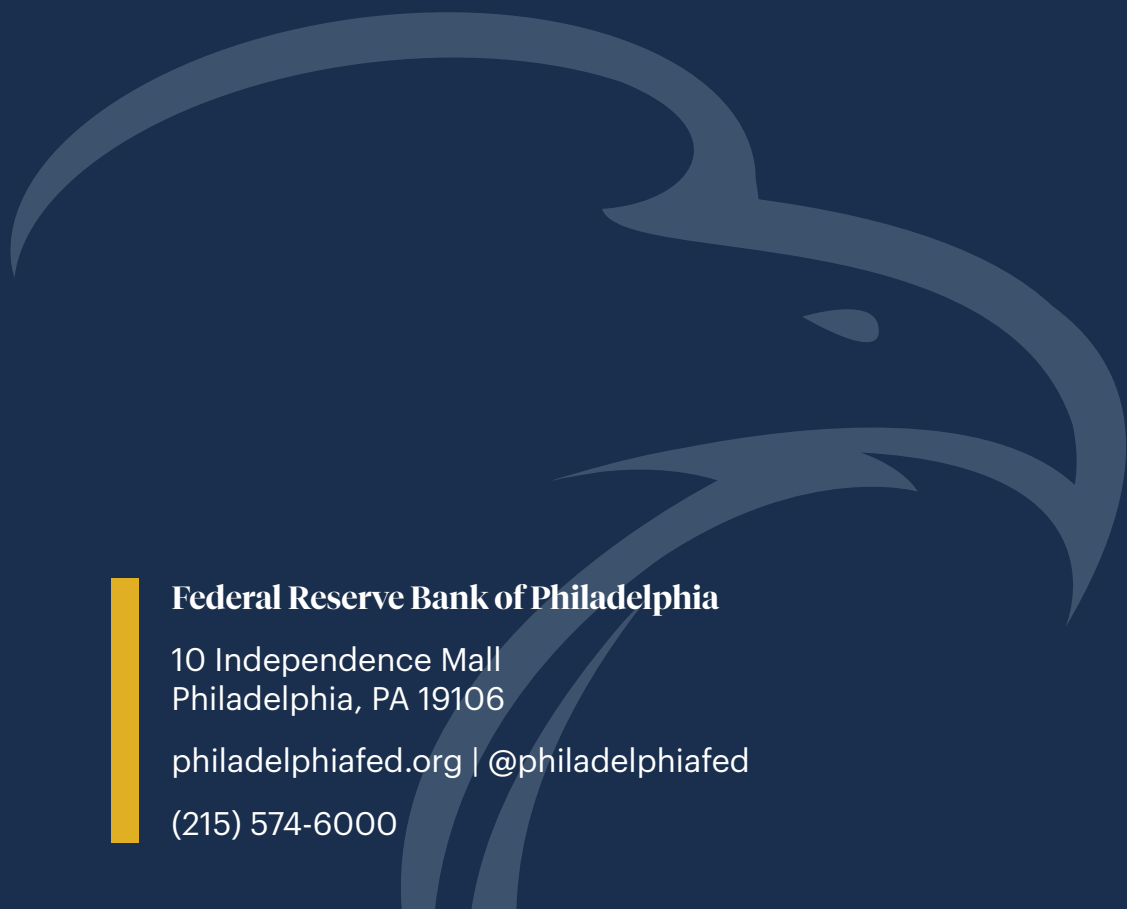 Federal Reserve Bank of Philadelphia
10 Independence Mall
Philadelphia, PA 19106
philadelphiafed.org | @philadelphiafed
(215) 574-6000